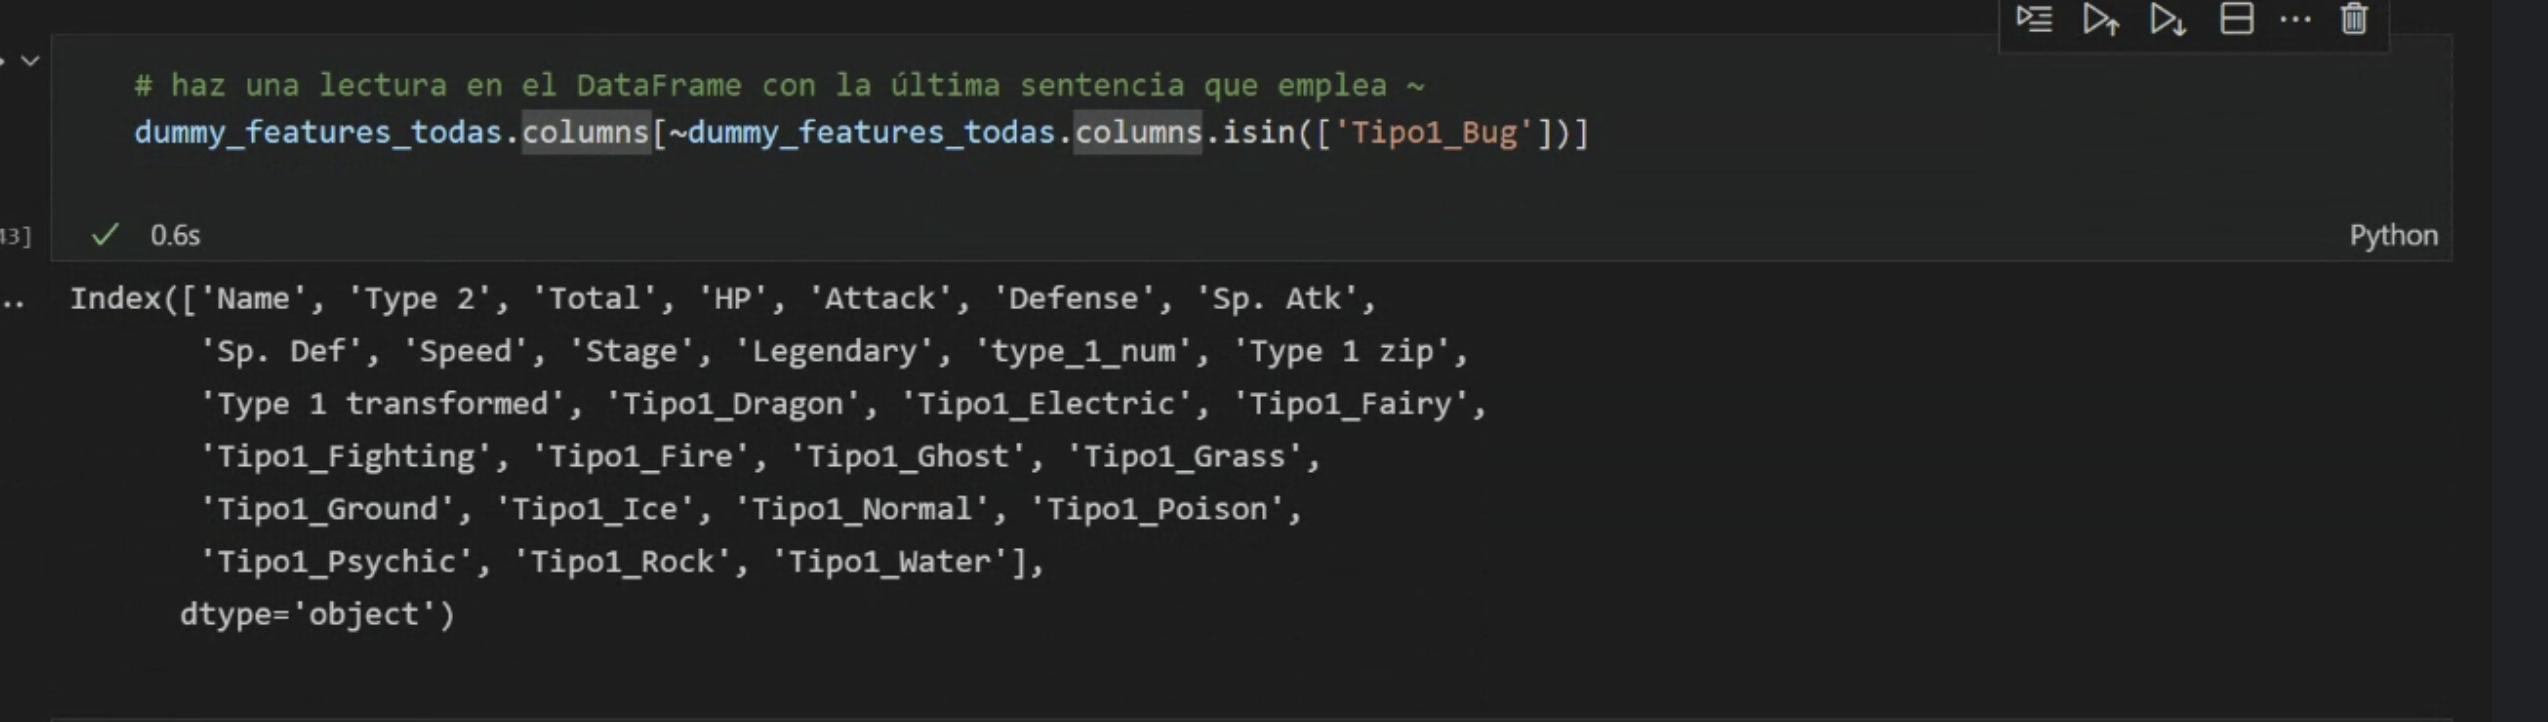 # haz una lectura en el DataFrame con la última sentencia que emplea ~
dummy_features_todas.columns[~dummy_features_todas.columns.isin(['Tipo1_Bug'])]
0.6s
Python
Index(['Name', 'Type 2', 'Total', 'HP', 'Attack', 'Defense', 'Sp. Atk',
'Sp. Def', 'Speed', 'Stage', 'Legendary', 'type_1_num', 'Type 1 zip',
'Type 1 transformed', 'Tipo1_Dragon', 'Tipo1_Electric', 'Tipo1_Fairy',
'Tipo1_Fighting', 'Tipo1_Fire', 'Tipo1_Ghost', 'Tipo1_Grass',
'Tipo1_Ground', 'Tipo1_Ice', 'Tipo1_Normal', 'Tipo1_Poison',
'Tipo1_Psychic', 'Tipo1_Rock', 'Tipo1_Water'],
dtype='object')